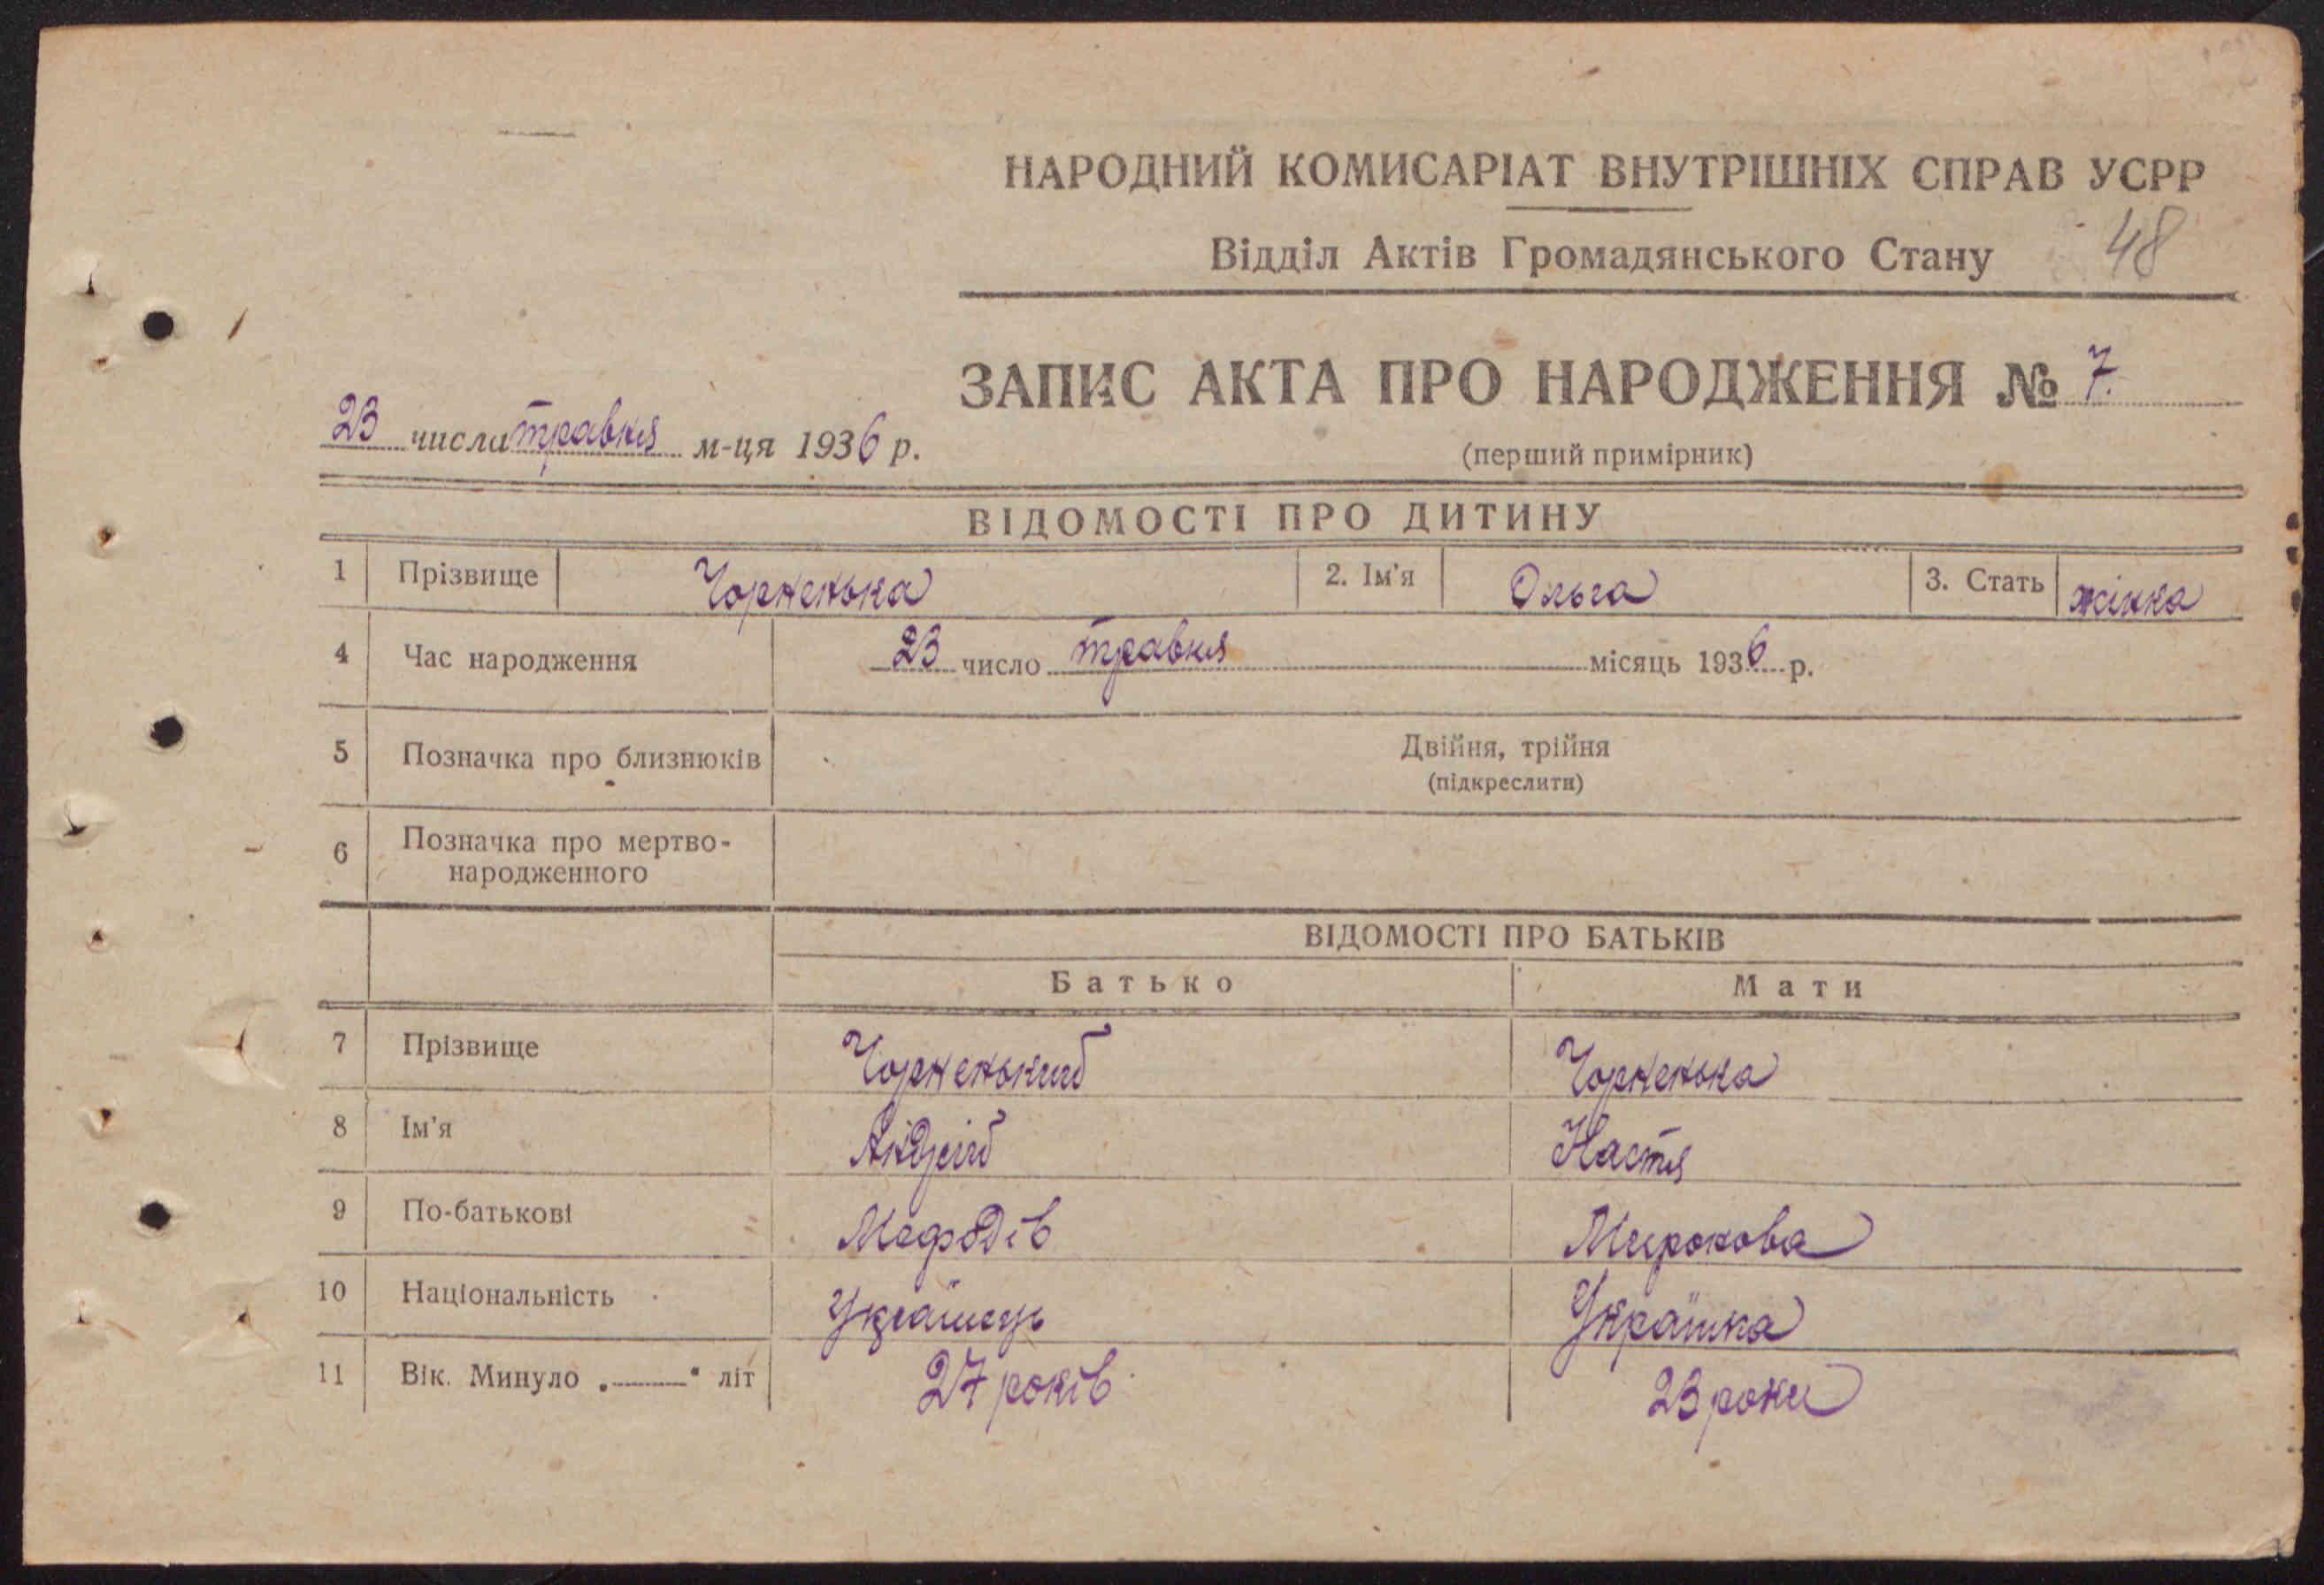 НАРОДНИЙ КОМИСАРІАТ ВНУТРІШНІХ СПРАВ УСРР
Відділ Актів Громадянського Стану 48
ЗАПИС АКТА ПРО НАРОДЖЕННЯ № 7.
23 числа травня м-ця 1936 р.
(перший примірник)
ВІДОМОСТІ ПРО ДИТИНУ
1 Прізвище Чорненька 2. Ім'я Ольга 3. Стать жінка
4 Час народження 23 число травня місяць 1936 р.
5 Позначка про близнюків Двійня, трійня
(підкреслити)
6 Позначка про мертво-
народженного
ВІДОМОСТІ ПРО БАТЬКІВ
Батько Мати
7 Прізвище Чорненький Чорненька
8 Ім'я Андрій Настя
9 По-батькові Мефодів Миронова
10 Національність Українець Українка
11 Вік. Минуло „——“ літ 27 років 23 роки